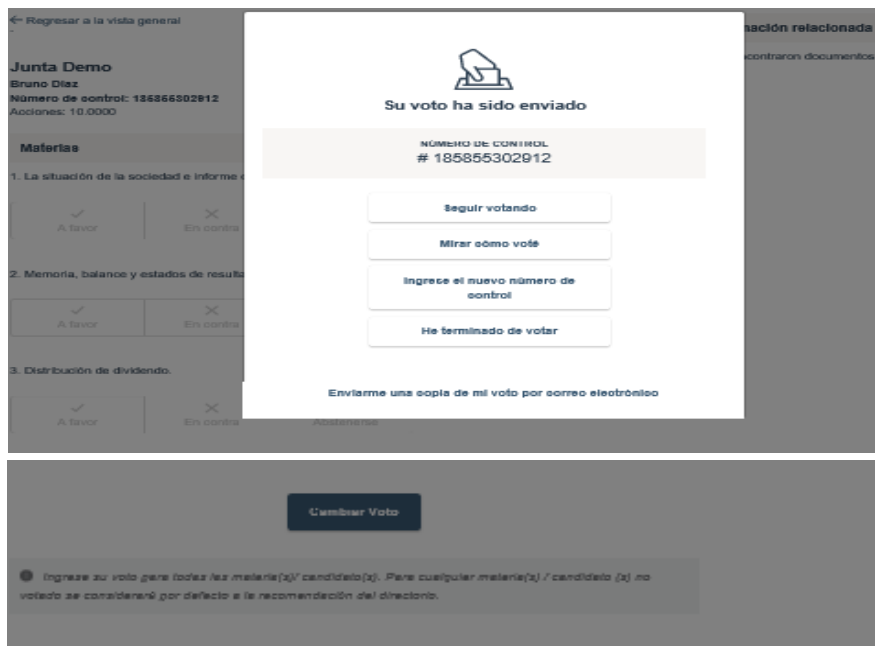 ← Regresar a la vista general
mación relacionada
contraron documentos
Junta Demo
Bruno Díaz
Número de control: 185855302912
Acciones: 10.0000
Materias
1. La situación de la sociedad e informe
A favor
En contra
2. Memoria, balance y estados de resulta
A favor
En contra
3. Distribución de dividendo.
A favor
En contra
Abstenerse
Su voto ha sido enviado
NÚMERO DE CONTROL
# 185855302912
Seguir votando
Mirar cómo voté
Ingrese el nuevo número de
control
He terminado de votar
Enviarme una copia de mi voto por correo electrónico
Cambiar Voto
Ingrese su voto para todas las materia(s)/ candidato(s). Para cualquier materia(s) / candidato (s) no
votado se considerará por defecto a la recomendación del directorio.